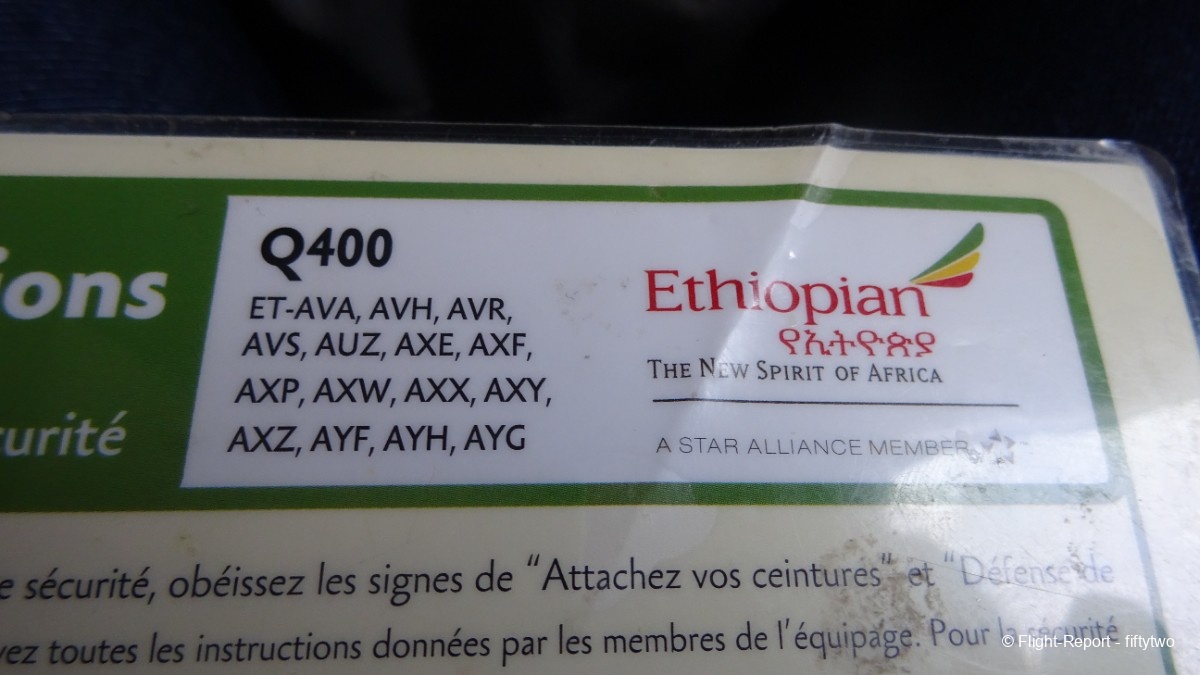 ions
curité
Q400
ET-AVA, AVH, AVR,
AVS, AUZ, AXE, AXF,
AXP, AXW, AXX, AXY,
AXZ, AYF, AYH, AYG
Ethiopian
የኢትዮጵያ
THE NEW SPIRIT OF AFRICA
A STAR ALLIANCE MEMBER
e sécurité, obéissez les signes de “Attachez vos ceintures” et “Défense de
vez toutes les instructions données par les membres de l'équipage. Pour la sécurité
© Flight-Report - fiftytwo